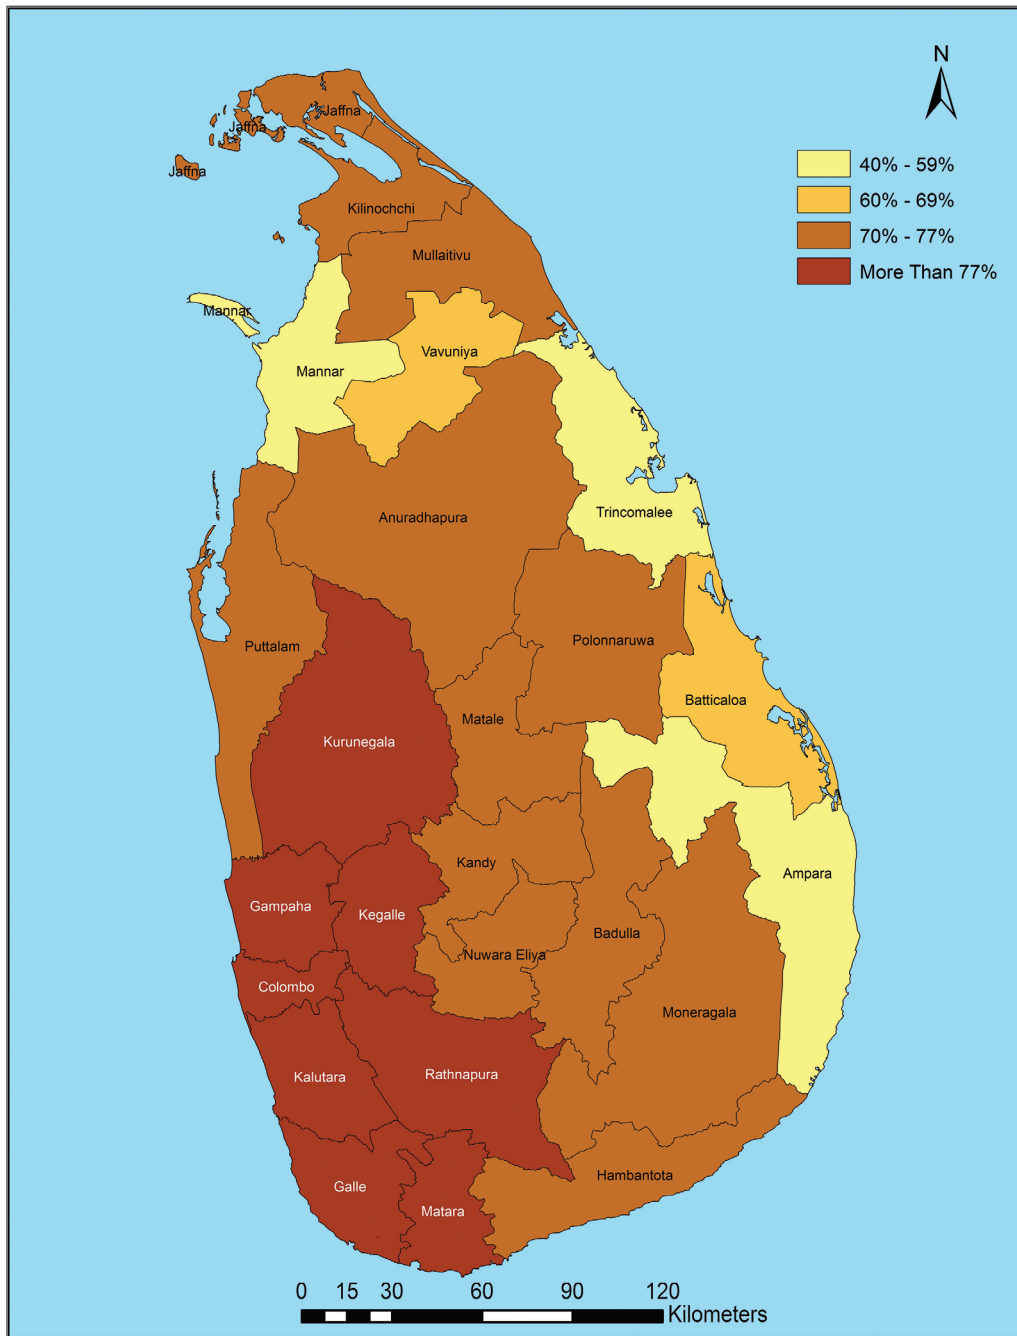 N
40% - 59%
60% - 69%
70% - 77%
More Than 77%
Jaffna
Jaffna
Jaffna
Kilinochchi
Mullaitivu
Mannar
Vavuniya
Mannar
Trincomalee
Anuradhapura
Polonnaruwa
Puttalam
Batticaloa
Matale
Kurunegala
Kandy
Ampara
Gampaha
Kegalle
Badulla
Nuwara Eliya
Colombo
Moneragala
Rathnapura
Kalutara
Hambantota
Galle
Matara
0 15 30 60 90 120
Kilometers